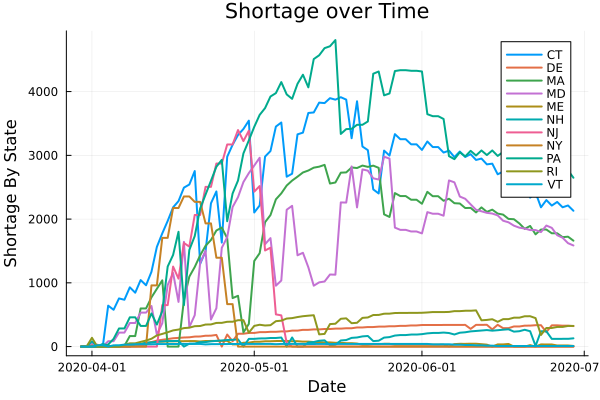 Shortage over Time
Shortage By State
4000
3000
2000
1000
0
2020-04-01
2020-05-01
2020-06-01
2020-07
Date
CT
DE
MA
MD
ME
NH
NJ
NY
PA
RI
VT